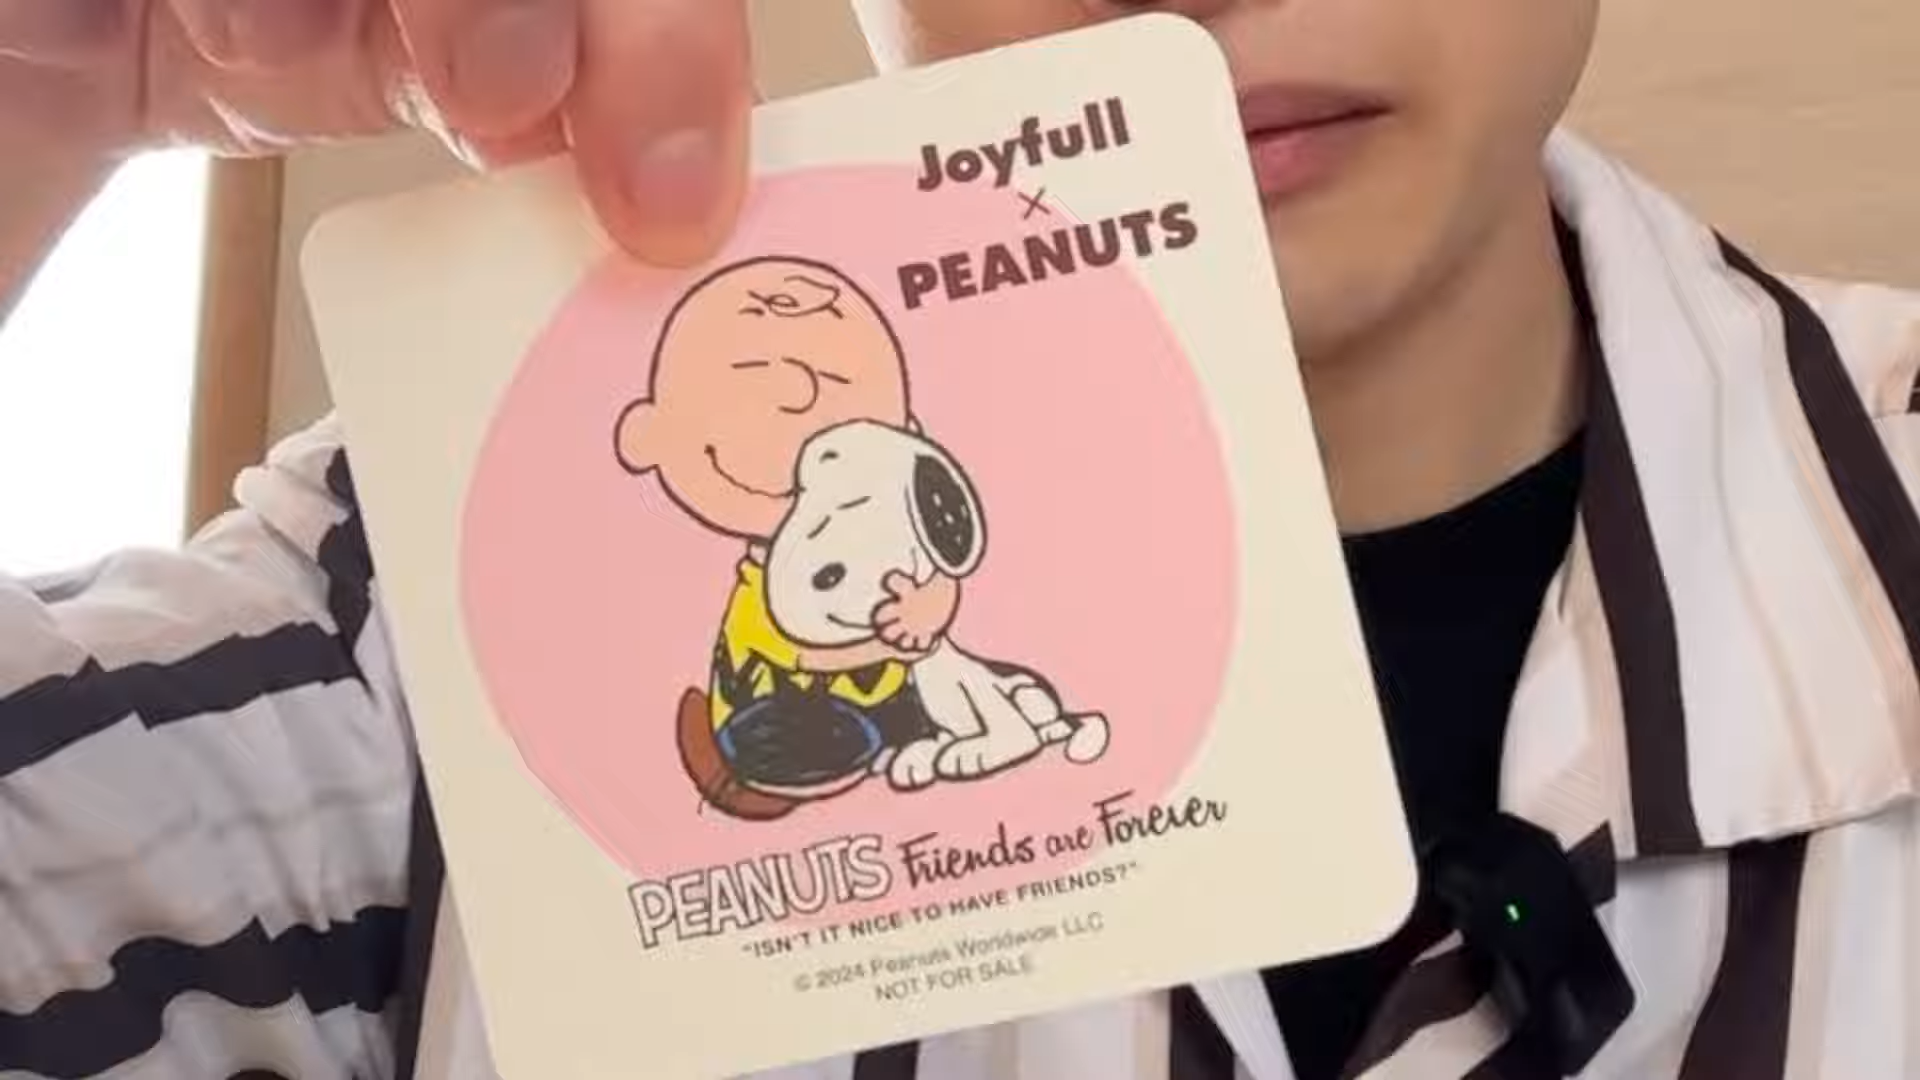 Joyfull
×
PEANUTS
PEANUTS Friends are Forever
"ISN'T IT NICE TO HAVE FRIENDS?"
© 2024 Peanuts Worldwide LLC
NOT FOR SALE